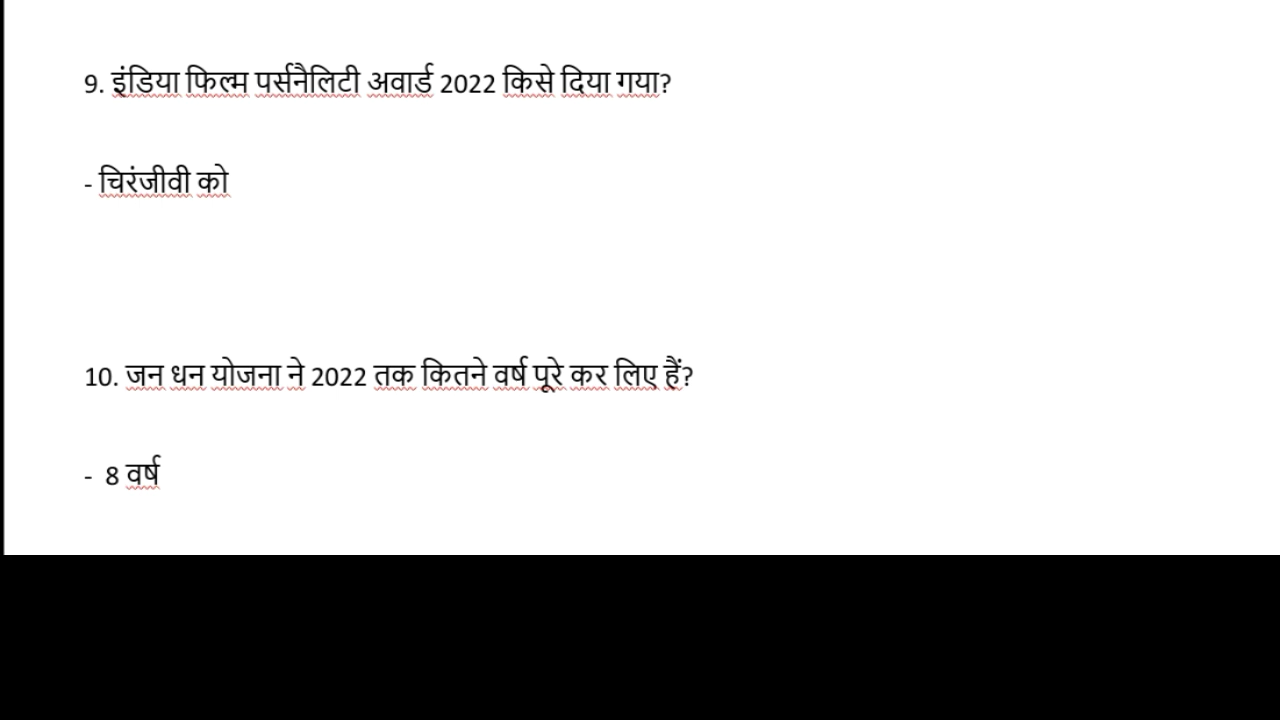 9. इंडिया फिल्म पर्सनैलिटी अवार्ड 2022 किसे दिया गया?
- चिरंजीवी को
10. जन धन योजना ने 2022 तक कितने वर्ष पूरे कर लिए हैं?
- 8 वर्ष